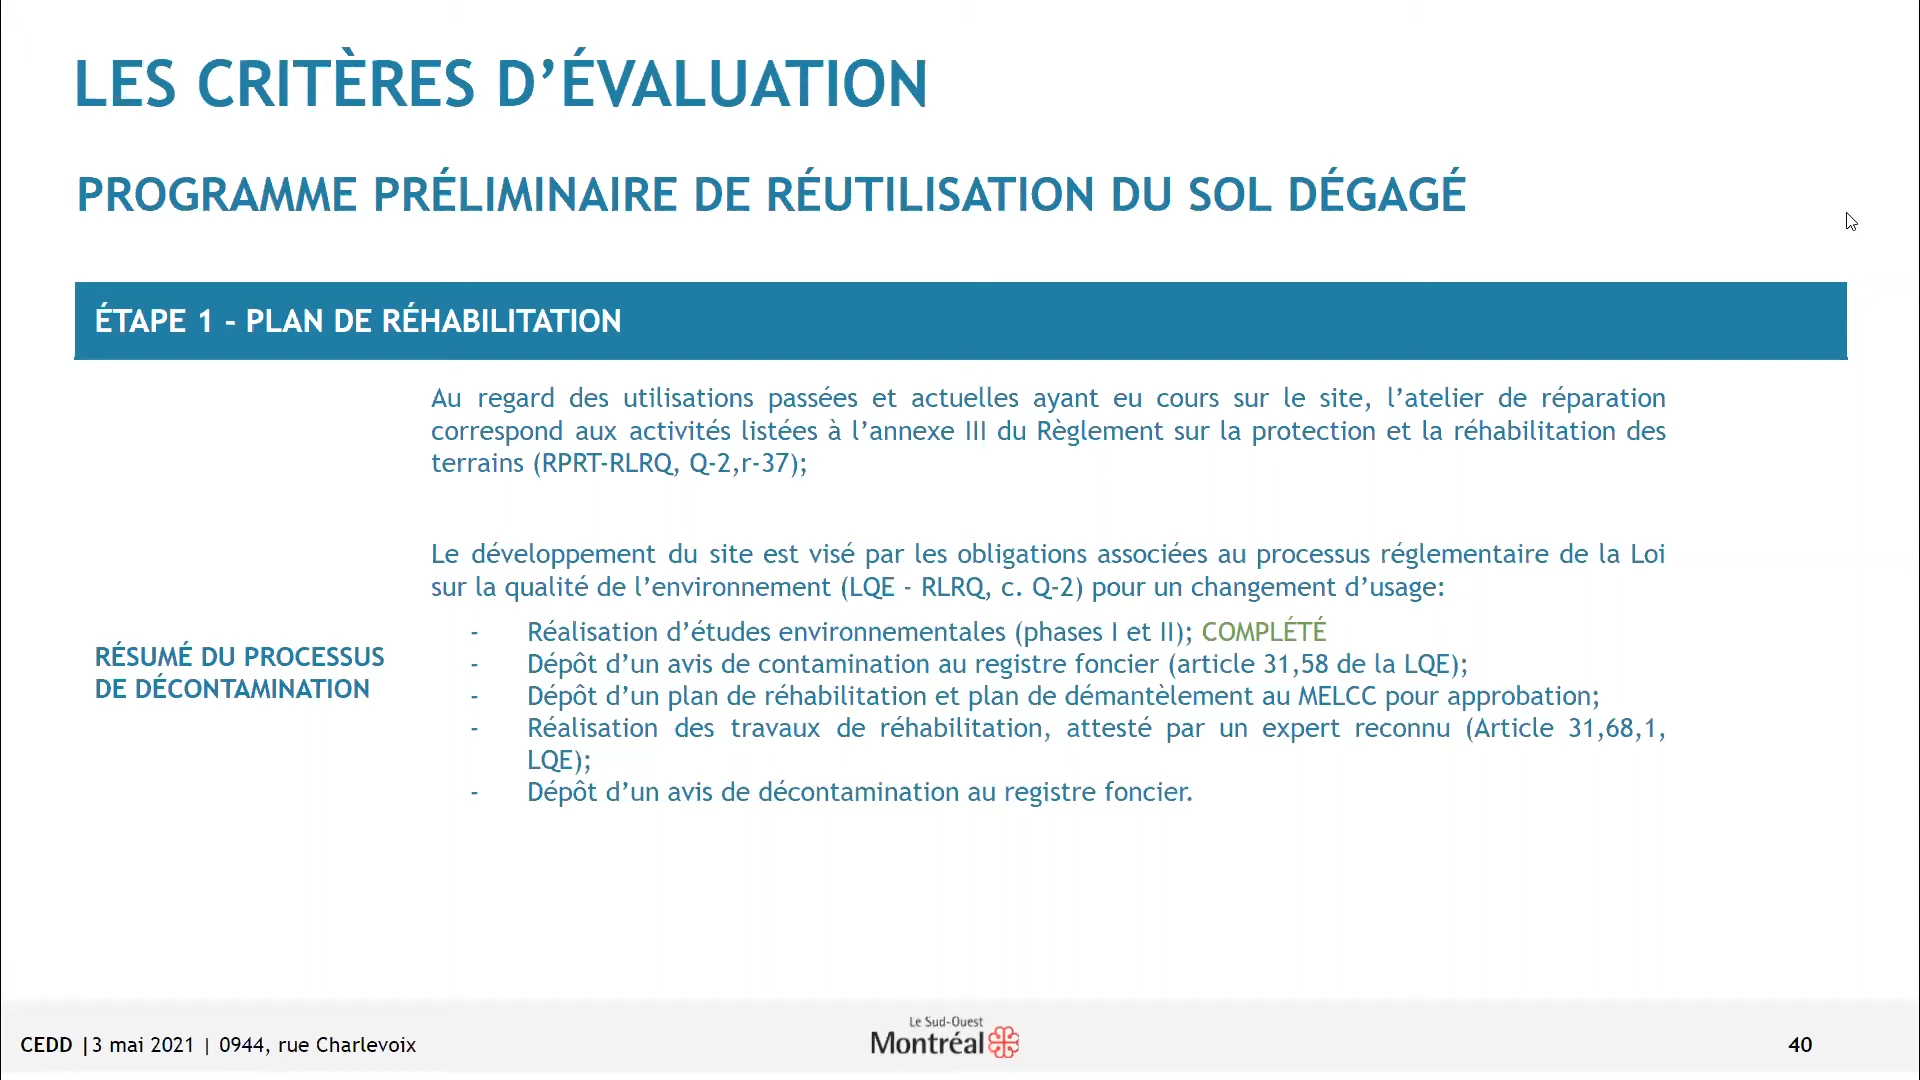 LES CRITÈRES D’ÉVALUATION
PROGRAMME PRÉLIMINAIRE DE RÉUTILISATION DU SOL DÉGAGÉ
ÉTAPE 1 - PLAN DE RÉHABILITATION
Au regard des utilisations passées et actuelles ayant eu cours sur le site, l’atelier de réparation
correspond aux activités listées à l’annexe III du Règlement sur la protection et la réhabilitation des
terrains (RPRT-RLRQ, Q-2,r-37);
Le développement du site est visé par les obligations associées au processus réglementaire de la Loi
sur la qualité de l’environnement (LQE - RLRQ, c. Q-2) pour un changement d’usage:
RÉSUMÉ DU PROCESSUS
DE DÉCONTAMINATION
- Réalisation d’études environnementales (phases I et II); COMPLÉTÉ
- Dépôt d’un avis de contamination au registre foncier (article 31,58 de la LQE);
- Dépôt d’un plan de réhabilitation et plan de démantèlement au MELCC pour approbation;
- Réalisation des travaux de réhabilitation, attesté par un expert reconnu (Article 31,68,1,
LQE);
- Dépôt d’un avis de décontamination au registre foncier.
CEDD |3 mai 2021 | 0944, rue Charlevoix
Le Sud-Ouest
Montréal
40